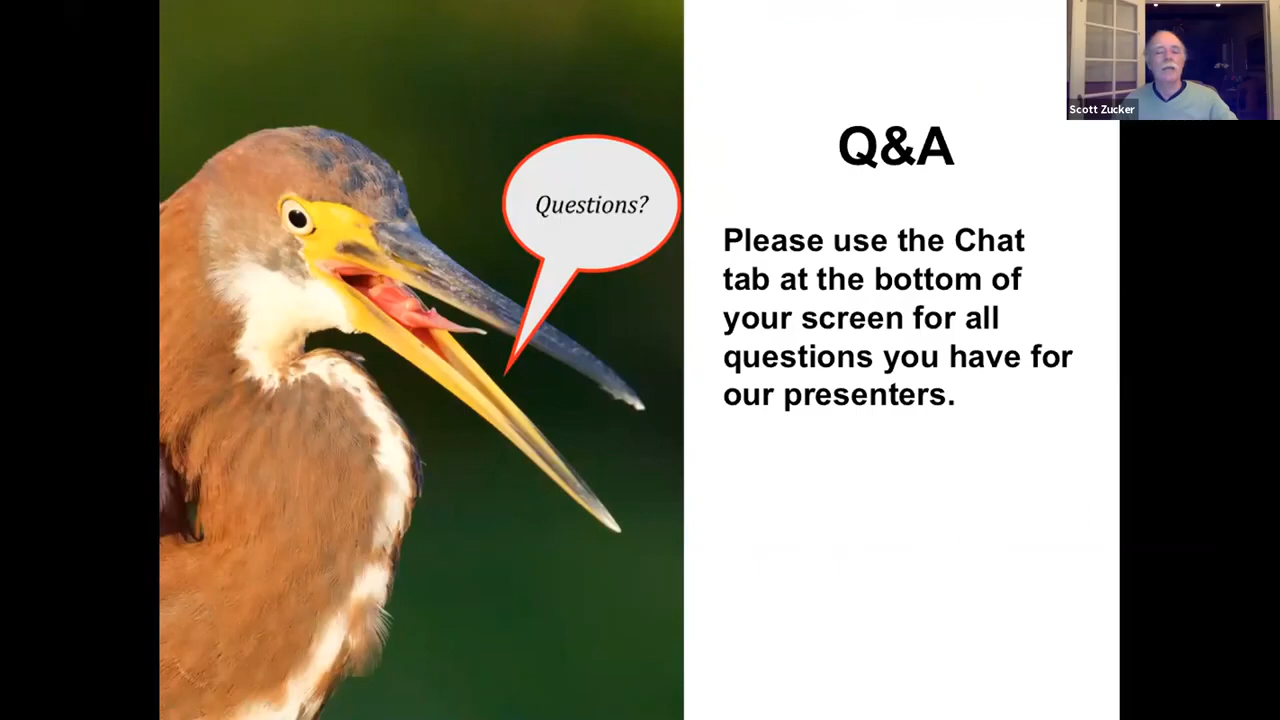 Scott Zucker
Questions?
Q&A
Please use the Chat
tab at the bottom of
your screen for all
questions you have for
our presenters.